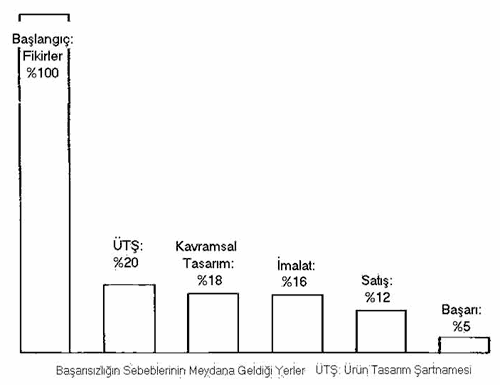 Başlangıç:
Fikirler
%100
ÜTŞ:
%20
Kavramsal
Tasarım:
%18
İmalat:
%16
Satış:
%12
Başarı:
%5
Başarısızlığın Sebeblerinin Meydana Geldiği Yerler ÜTŞ: Ürün Tasarım Şartnamesi